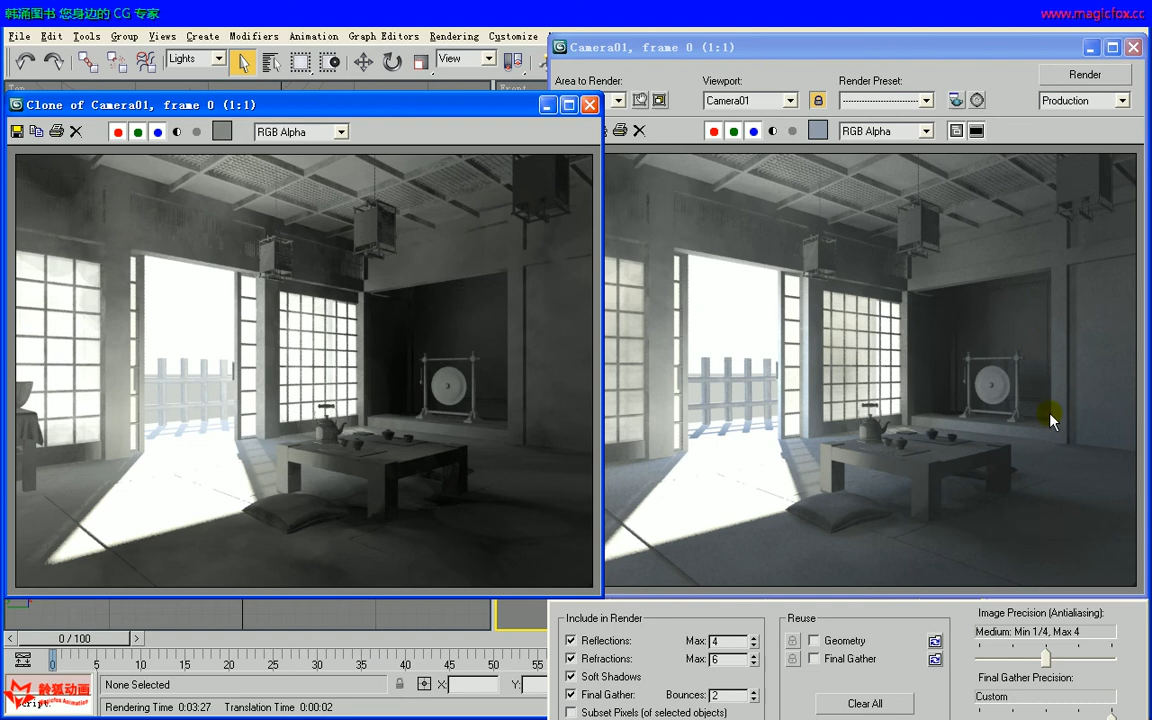 韩涌图书 您身边的 CG 专家
www.magicfox.cc
File Edit Tools Group Views Create Modifiers Animation Graph Editors Rendering Customize
Camera01, frame 0 (1:1)
Lights
View
Area to Render:
Viewport:
Render Preset:
Render
Camera01
Production
Clone of Camera01, frame 0 (1:1)
RGB Alpha
RGB Alpha
Include in Render
Reflections: Max: 4
Refractions: Max: 6
Soft Shadows
Final Gather: Bounces: 2
Subset Pixels (of selected objects)
Reuse
Geometry
Final Gather
Clear All
Image Precision (Antialiasing):
Medium: Min 1/4, Max 4
Final Gather Precision:
Custom
0 / 100
0 5 10 15 20 25 30 35 40 45 50 55
None Selected
X:
Y:
Rendering Time 0:03:27 Translation Time 0:00:02